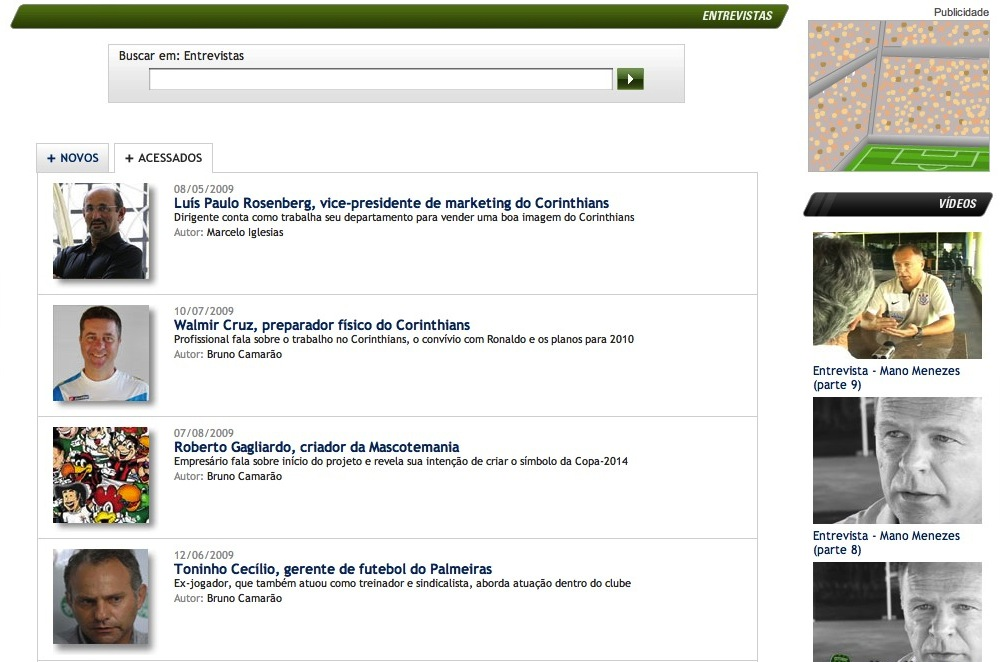 ENTREVISTAS
Buscar em: Entrevistas
+ NOVOS
+ ACESSADOS
08/05/2009
Luís Paulo Rosenberg, vice-presidente de marketing do Corinthians
Dirigente conta como trabalha seu departamento para vender uma boa imagem do Corinthians
Autor: Marcelo Iglesias
10/07/2009
Walmir Cruz, preparador físico do Corinthians
Profissional fala sobre o trabalho no Corinthians, o convívio com Ronaldo e os planos para 2010
Autor: Bruno Camarão
07/08/2009
Roberto Gagliardo, criador da Mascotemania
Empresário fala sobre início do projeto e revela sua intenção de criar o símbolo da Copa-2014
Autor: Bruno Camarão
12/06/2009
Toninho Cecílio, gerente de futebol do Palmeiras
Ex-jogador, que também atuou como treinador e sindicalista, aborda atuação dentro do clube
Autor: Bruno Camarão
Publicidade
VÍDEOS
Entrevista - Mano Menezes
(parte 9)
Entrevista - Mano Menezes
(parte 8)